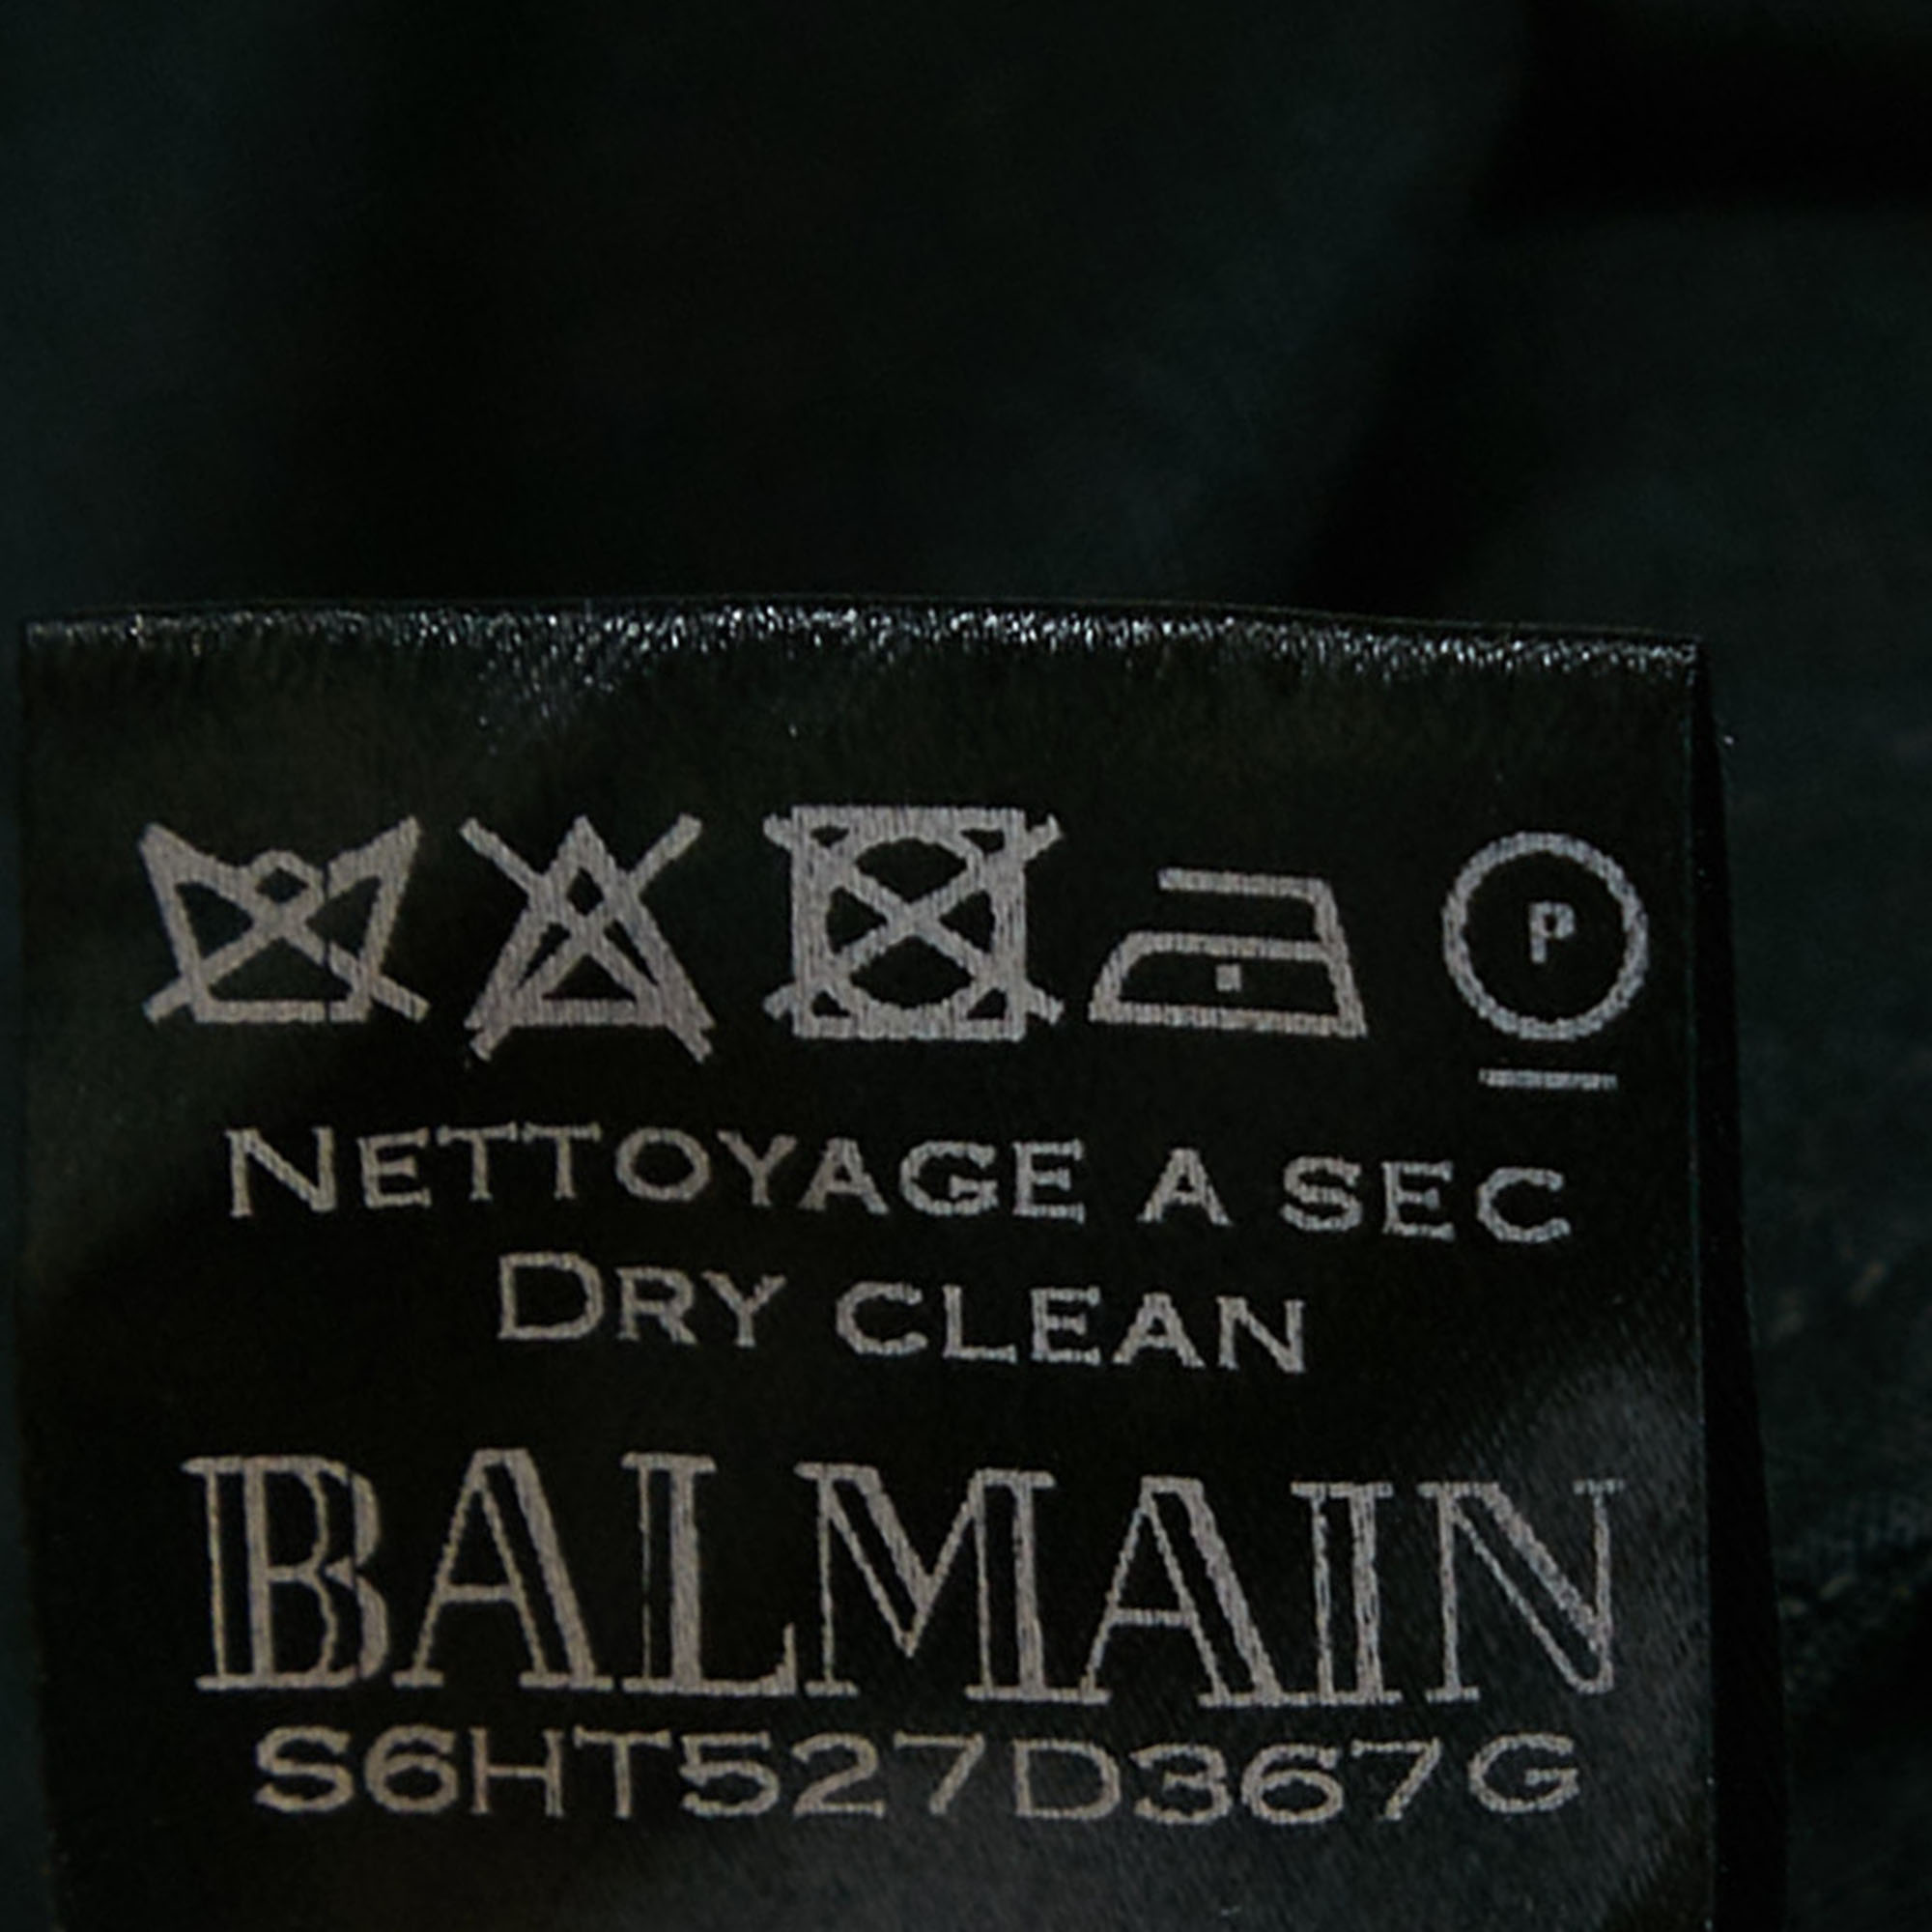 P
NETTOYAGE A SEC
DRY CLEAN
BALMAIN
S6HT527D367G